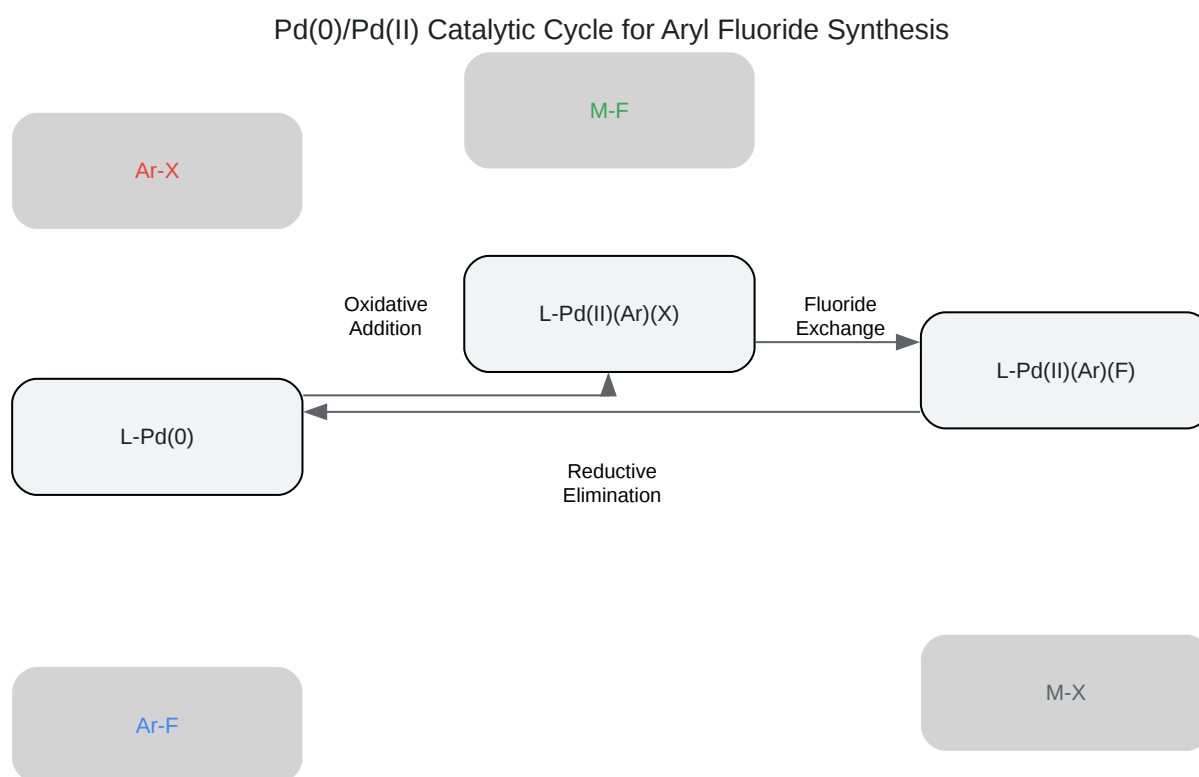 Pd(0)/Pd(II) Catalytic Cycle for Aryl Fluoride Synthesis
M-F
Ar-X
Oxidative
Addition
L-Pd(II)(Ar)(X)
Fluoride
Exchange
L-Pd(II)(Ar)(F)
L-Pd(0)
Reductive
Elimination
M-X
Ar-F